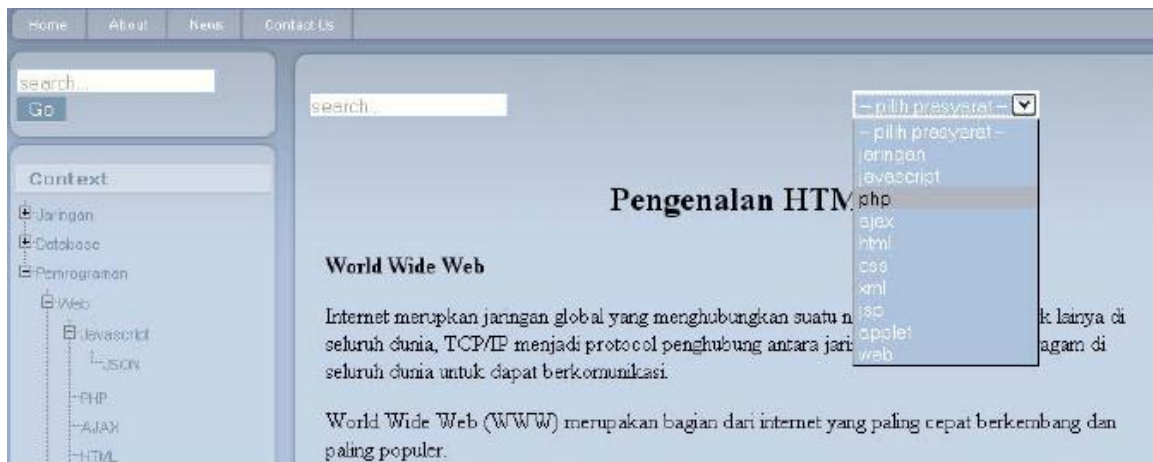 Home About News Contact Us
search...
Go
Context
Jaringan
Database
Pemrograman
Web
Javascript
JSON
PHP
AJAX
HTML
search...
-- pilih prasyarat --
-- pilih prasyarat --
jaringan
javascript
php
ajax
html
css
xml
jsp
applet
web
Pengenalan HTM
World Wide Web
Internet merupkan jaringan global yang menghubungkan suatu n k lainya di
seluruh dunia, TCP/IP menjadi protocol penghubung antara jari agam di
seluruh dunia untuk dapat berkomunikasi.
World Wide Web (WWW) merupakan bagian dari internet yang paling cepat berkembang dan
paling populer.